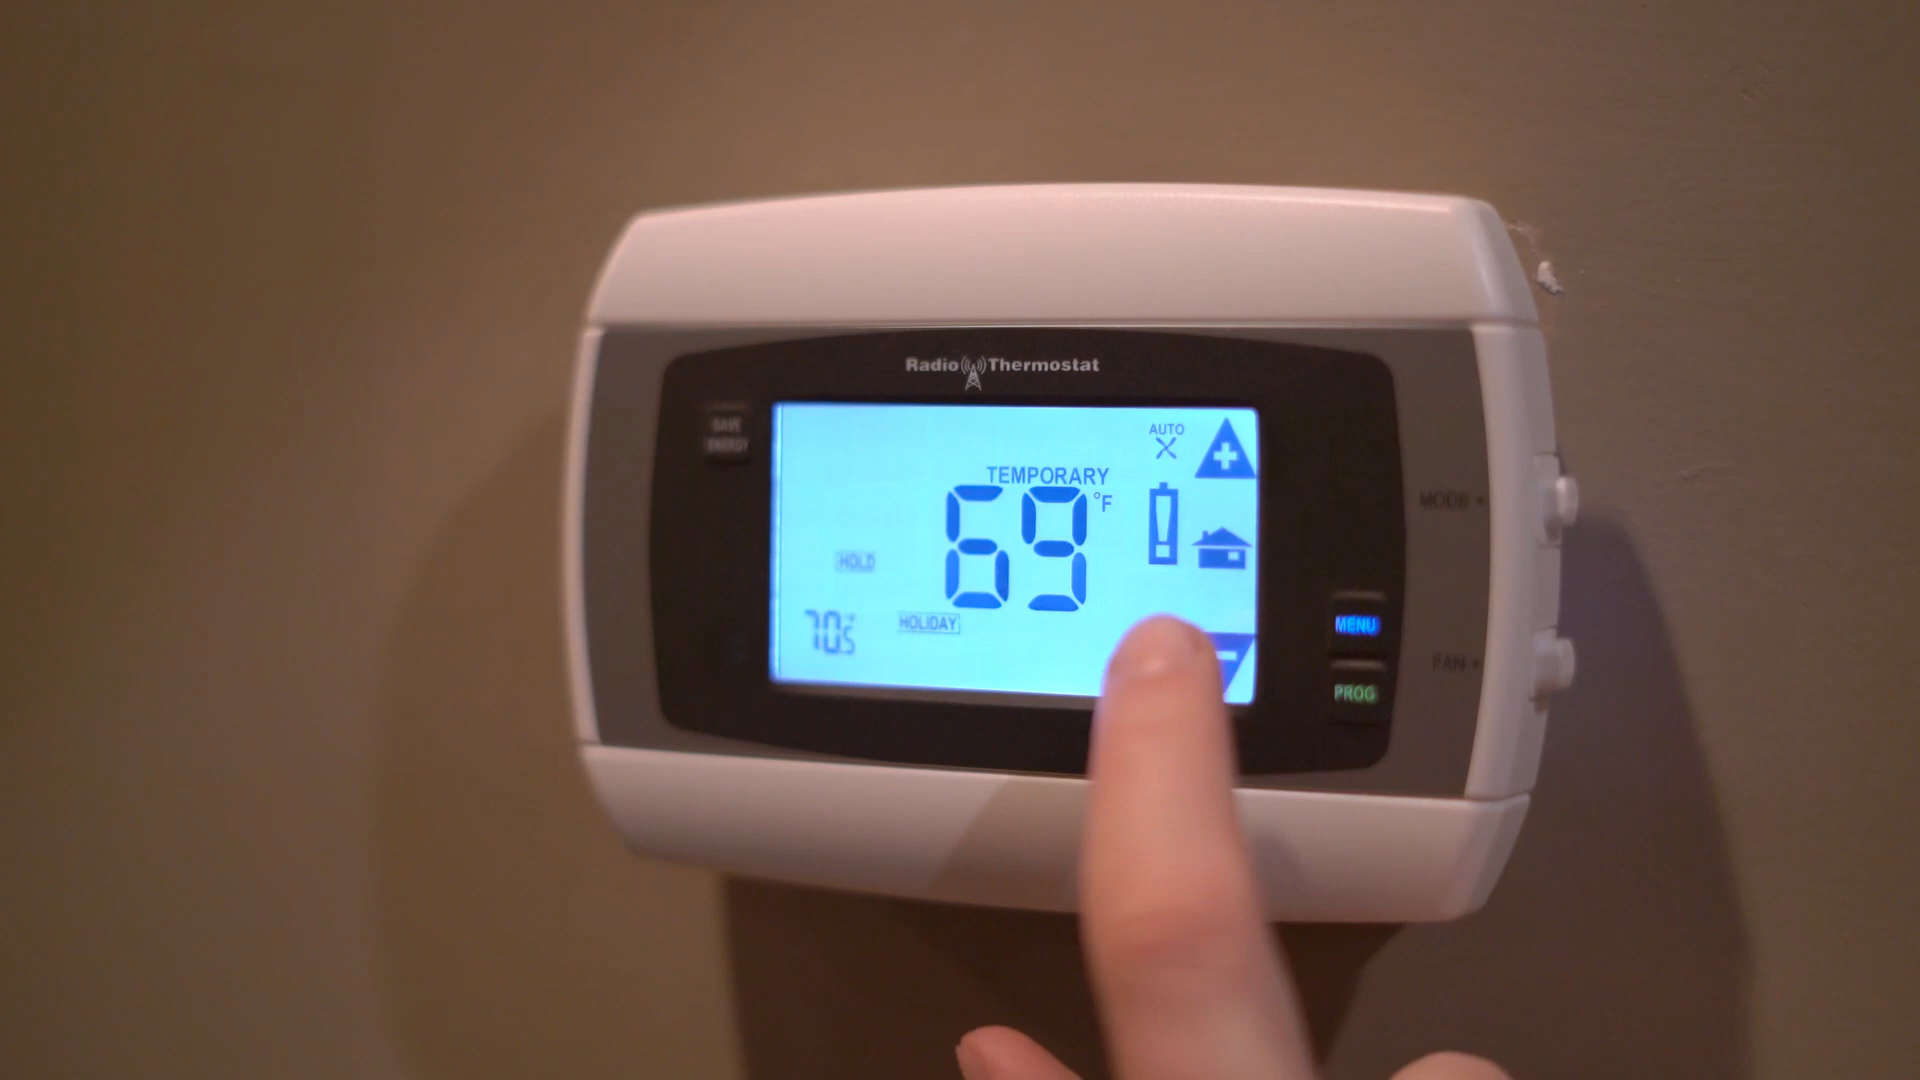 Radio Thermostat
SAVE
ENERGY
AUTO
TEMPORARY
69 °F
HOLD
70.5
HOLIDAY
MODE
MENU
FAN
PROG